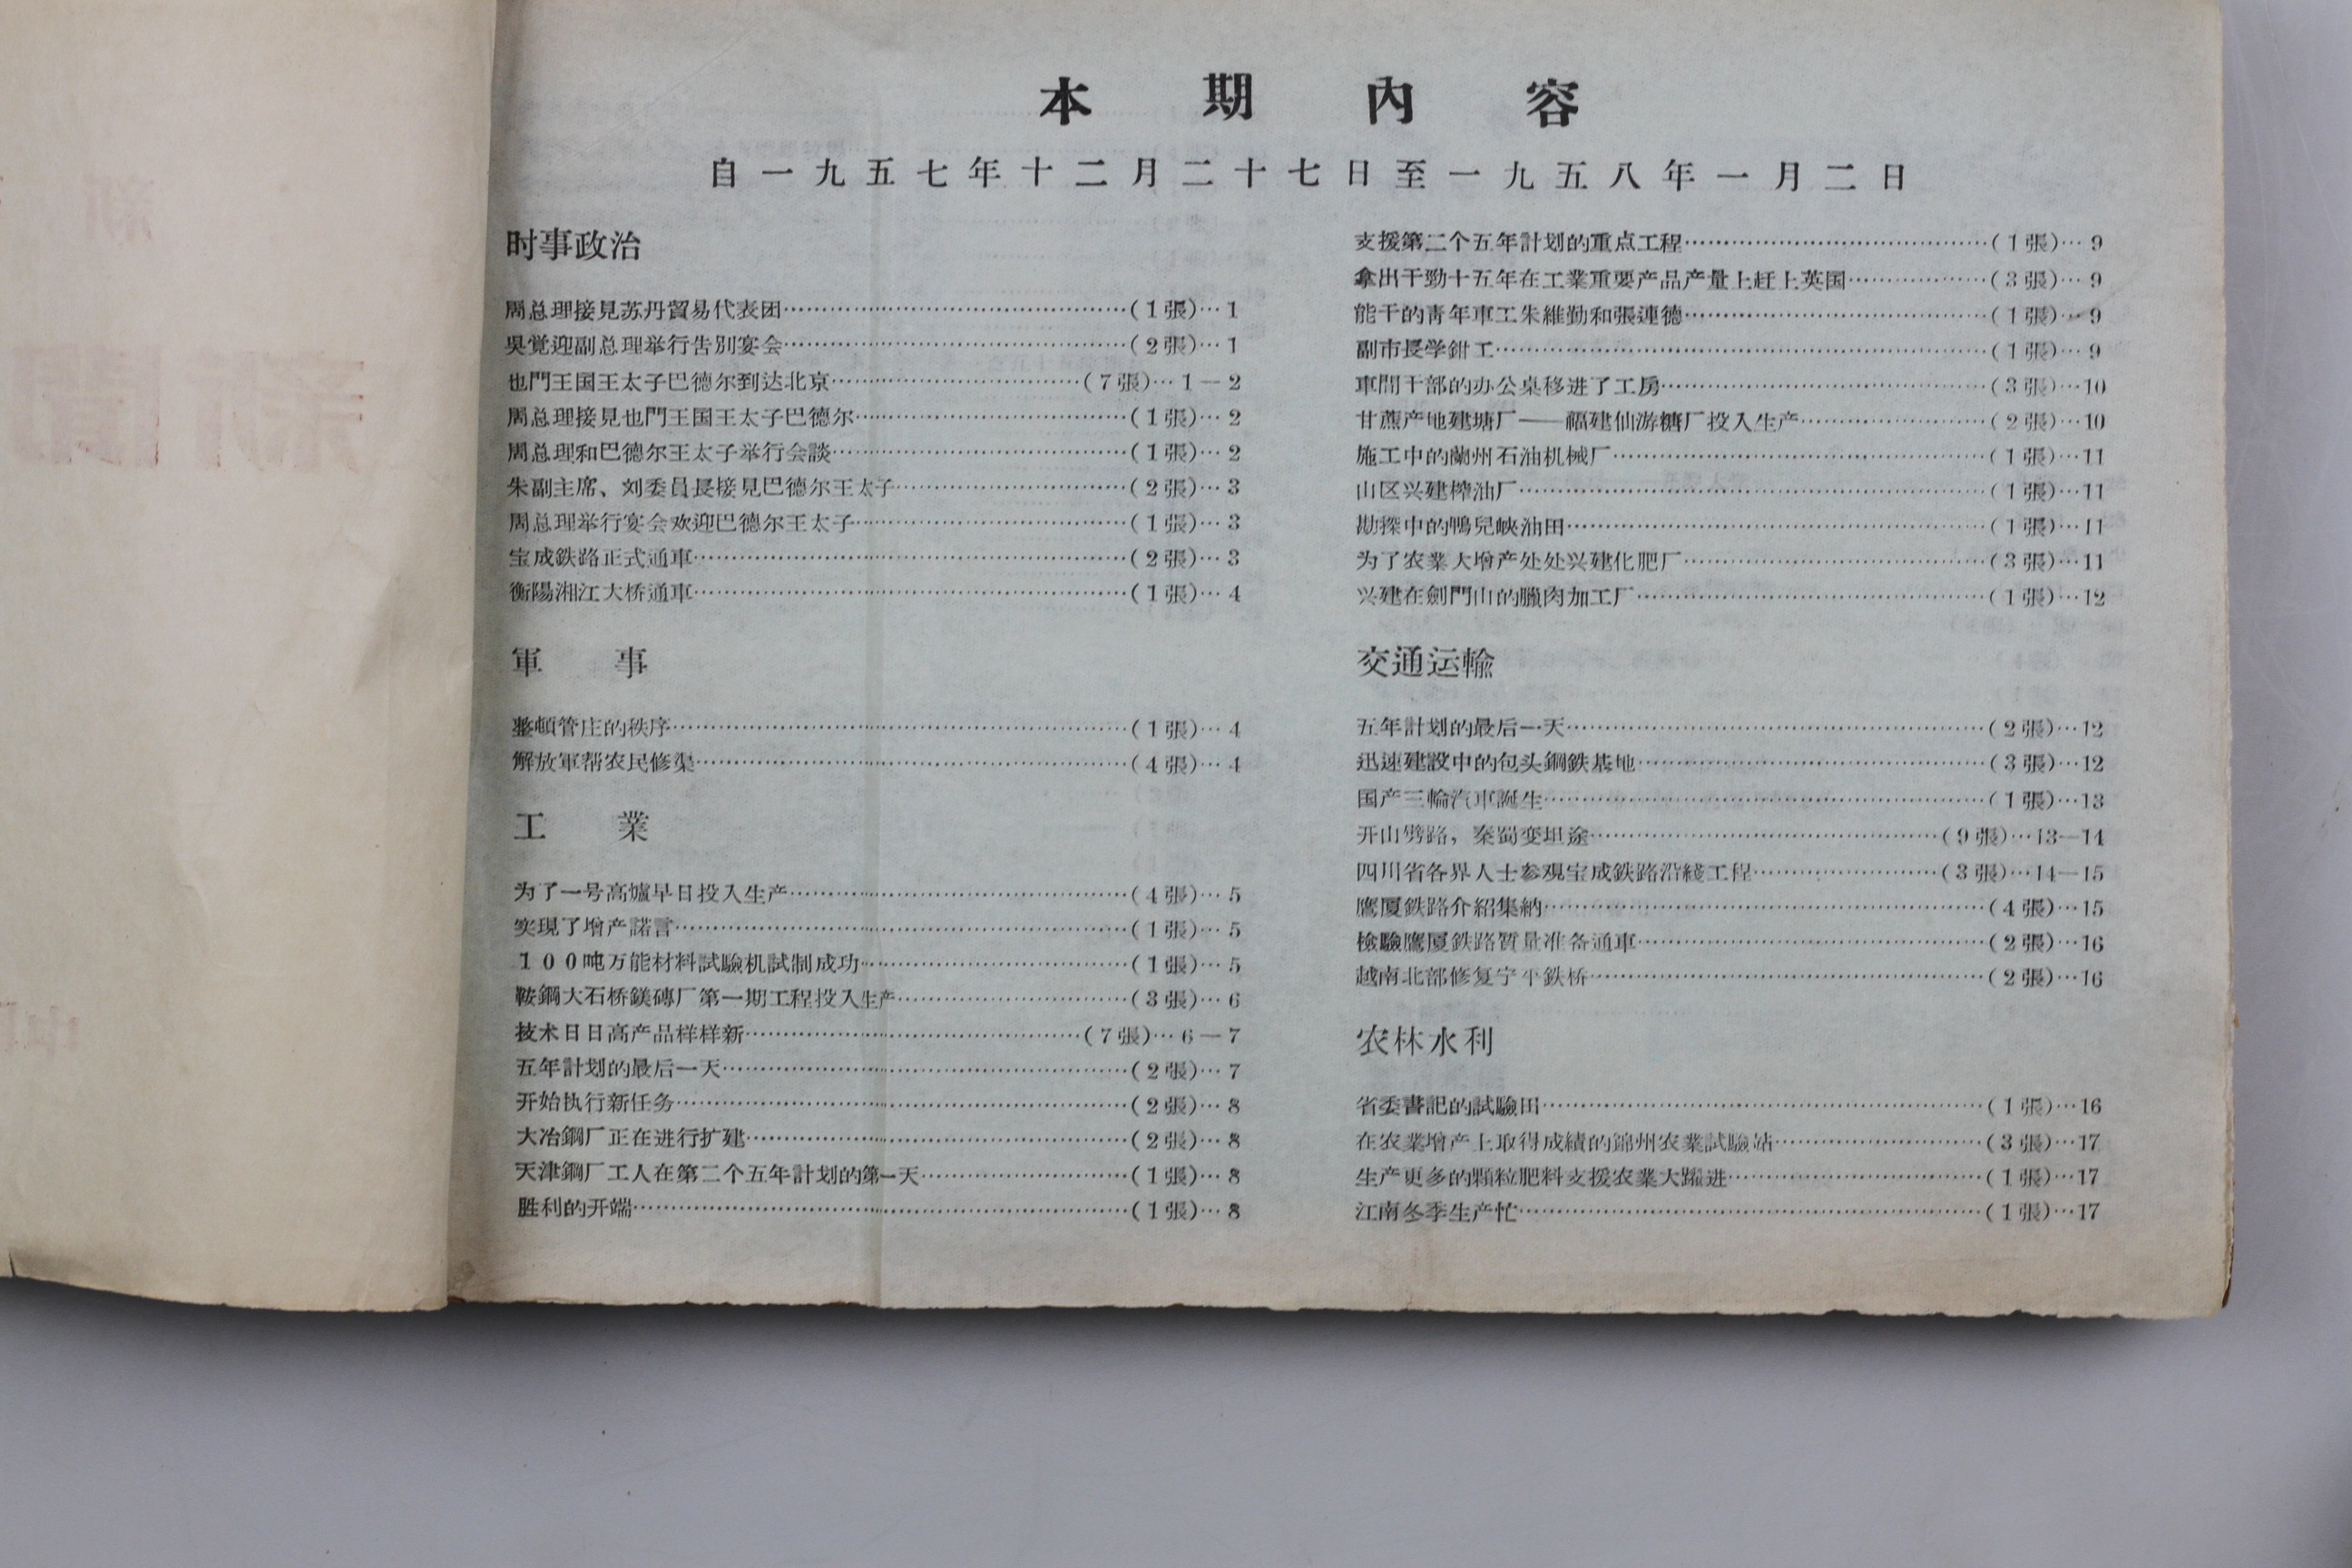 本期內容
自一九五七年十二月二十七日至一九五八年一月二日
时事政治
周总理接見苏丹貿易代表团……(1張)…1
吳覚迎副总理举行告別宴会……(2張)…1
也門王国王太子巴德尔到达北京……(7張)…1—2
周总理接見也門王国王太子巴德尔……(1張)…2
周总理和巴德尔王太子举行会談……(1張)…2
朱副主席、刘委員長接見巴德尔王太子……(2張)…3
周总理举行宴会欢迎巴德尔王太子……(1張)…3
宝成鉄路正式通車……(2張)…3
衡陽湘江大桥通車……(1張)…4
軍事
整頓管庄的秩序……(1張)…4
解放軍帮农民修渠……(4張)…4
工業
为了一号高爐早日投入生产……(4張)…5
实現了增产諾言……(1張)…5
100吨万能材料試驗机試制成功……(1張)…5
鞍鋼大石桥鎂磚厂第一期工程投入生产……(3張)…6
技术日日高产品样样新……(7張)…6—7
五年計划的最后一天……(2張)…7
开始执行新任务……(2張)…8
大冶鋼厂正在进行扩建……(2張)…8
天津鋼厂工人在第二个五年計划的第一天……(1張)…8
胜利的开端……(1張)…8
支援第二个五年計划的重点工程……(1張)…9
拿出干勁十五年在工業重要产品产量上赶上英国……(3張)…9
能干的青年車工朱維勤和張連德……(1張)…9
副市長学鉗工……(1張)…9
車間干部的办公桌移进了工房……(3張)…10
甘蔗产地建塘厂——福建仙游糖厂投入生产……(2張)…10
施工中的蘭州石油机械厂……(1張)…11
山区兴建榨油厂……(1張)…11
勘探中的鴨兒峽油田……(1張)…11
为了农業大增产处处兴建化肥厂……(3張)…11
兴建在劍門山的臘肉加工厂……(1張)…12
交通运輸
五年計划的最后一天……(2張)…12
迅速建設中的包头鋼鉄基地……(3張)…12
国产三輪汽車誕生……(1張)…13
开山劈路，秦蜀变坦途……(9張)…13—14
四川省各界人士参观宝成鉄路沿綫工程……(3張)…14—15
鷹厦鉄路介紹集納……(4張)…15
檢驗鷹厦鉄路質量准备通車……(2張)…16
越南北部修复宁平鉄桥……(2張)…16
农林水利
省委書記的試驗田……(1張)…16
在农業增产上取得成績的錦州农業試驗站……(3張)…17
生产更多的顆粒肥料支援农業大躍进……(1張)…17
江南冬季生产忙……(1張)…17